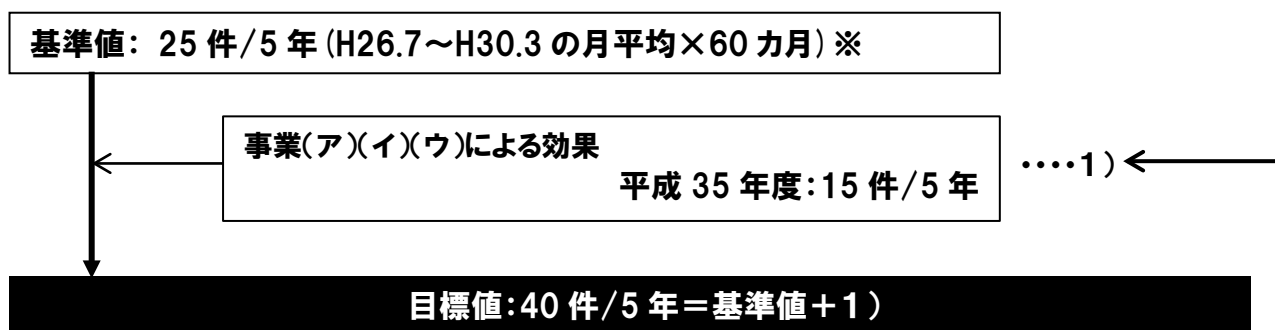 基準値： 25 件/5 年（H26.7～H30.3 の月平均×60 カ月）※
事業（ア）（イ）（ウ）による効果
平成 35 年度：15 件/5 年
････1）
目標値：40 件/5 年＝基準値＋1）